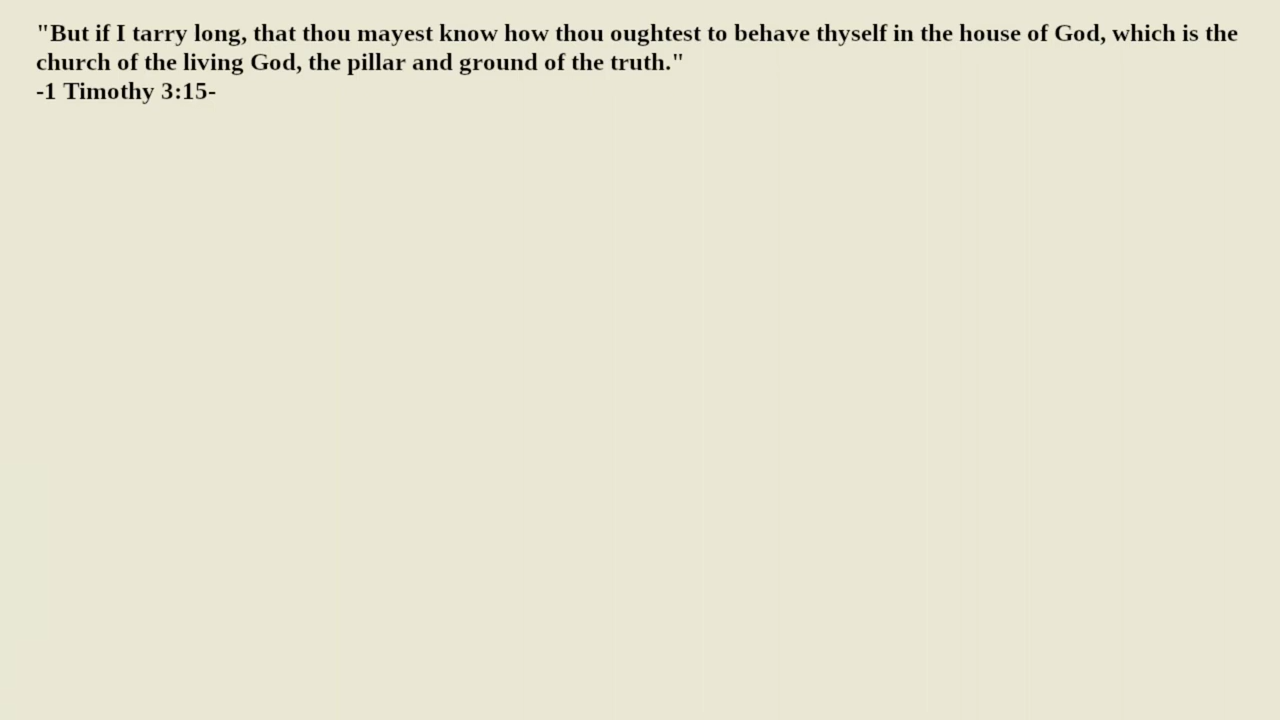 "But if I tarry long, that thou mayest know how thou oughtest to behave thyself in the house of God, which is the
church of the living God, the pillar and ground of the truth."
-1 Timothy 3:15-